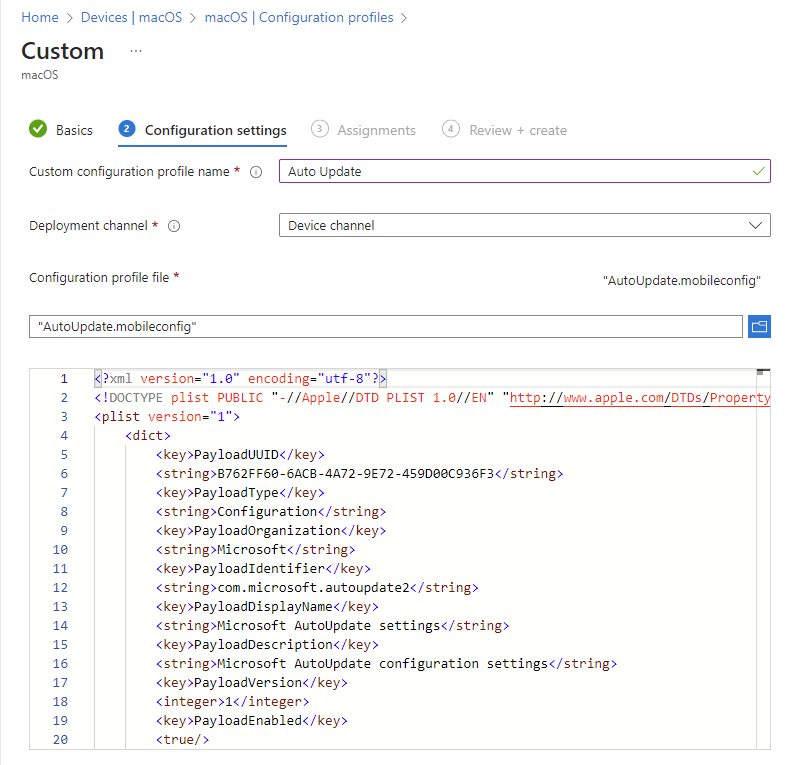 Home > Devices | macOS > macOS | Configuration profiles >
Custom ...
macOS
Basics 2 Configuration settings 3 Assignments 4 Review + create
Custom configuration profile name * Auto Update
Deployment channel * Device channel
Configuration profile file * "AutoUpdate.mobileconfig"
"AutoUpdate.mobileconfig"
1 <?xml version="1.0" encoding="utf-8"?>
2 <!DOCTYPE plist PUBLIC "-//Apple//DTD PLIST 1.0//EN" "http://www.apple.com/DTDs/Property
3 <plist version="1">
4 <dict>
5 <key>PayloadUUID</key>
6 <string>B762FF60-6ACB-4A72-9E72-459D00C936F3</string>
7 <key>PayloadType</key>
8 <string>Configuration</string>
9 <key>PayloadOrganization</key>
10 <string>Microsoft</string>
11 <key>PayloadIdentifier</key>
12 <string>com.microsoft.autoupdate2</string>
13 <key>PayloadDisplayName</key>
14 <string>Microsoft AutoUpdate settings</string>
15 <key>PayloadDescription</key>
16 <string>Microsoft AutoUpdate configuration settings</string>
17 <key>PayloadVersion</key>
18 <integer>1</integer>
19 <key>PayloadEnabled</key>
20 <true/>